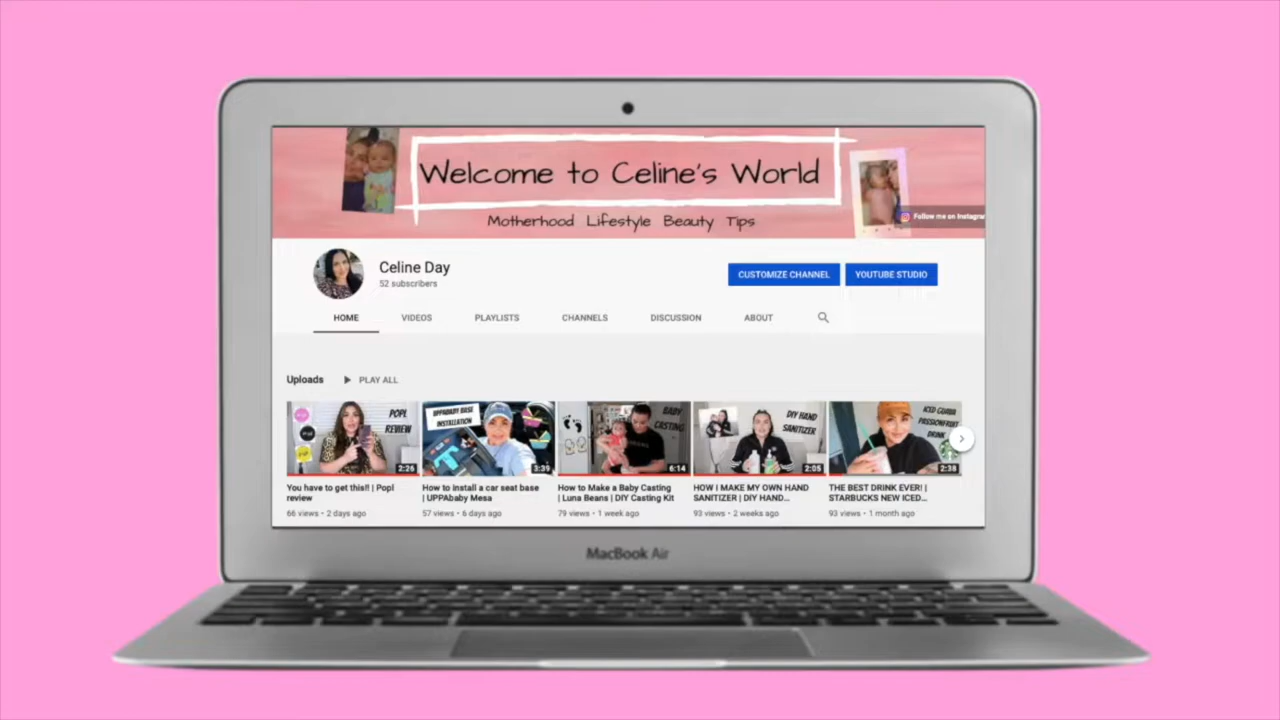 Welcome to Celine's World
Motherhood Lifestyle Beauty Tips
Follow me on Instagra
Celine Day
52 subscribers
CUSTOMIZE CHANNEL
YOUTUBE STUDIO
HOME
VIDEOS
PLAYLISTS
CHANNELS
DISCUSSION
ABOUT
Uploads
PLAY ALL
POPL
REVIEW
2:26
UPPABABY BASE
INSTALLATION
3:39
BABY
CASTING
6:14
DIY HAND
SANITIZER
2:05
ICED GUAVA
PASSIONFRUIT
DRINK
2:38
You have to get this!! | Popl
review
66 views • 2 days ago
How to install a car seat base
| UPPAbaby Mesa
57 views • 6 days ago
How to Make a Baby Casting
| Luna Beans | DIY Casting Kit
79 views • 1 week ago
HOW I MAKE MY OWN HAND
SANITIZER | DIY HAND...
93 views • 2 weeks ago
THE BEST DRINK EVER! |
STARBUCKS NEW ICED...
93 views • 1 month ago
MacBook Air